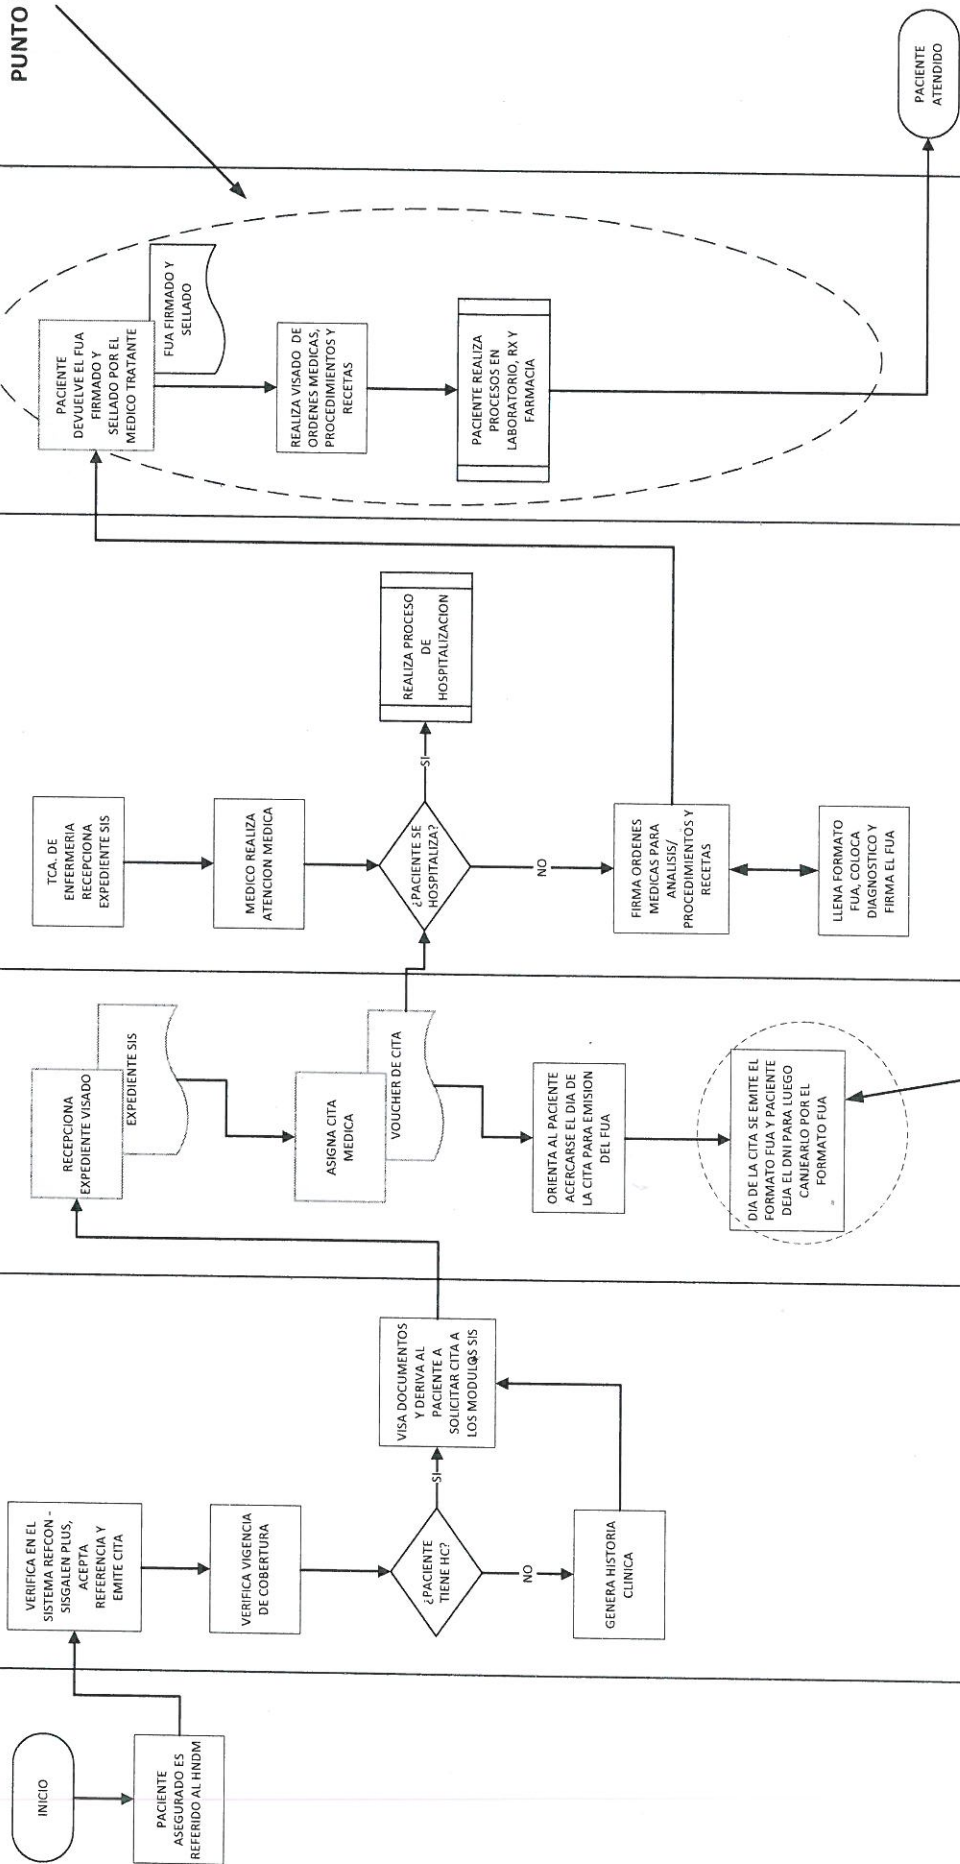 INICIO
PACIENTE
ASEGURADO ES
REFERIDO AL HNDM
VERIFICA EN EL
SISTEMA REFCON -
SISGALEN PLUS,
ACEPTA
REFERENCIA Y
EMITE CITA
VERIFICA VIGENCIA
DE COBERTURA
¿PACIENTE
TIENE HC?
SI
NO
GENERA HISTORIA
CLINICA
VISA DOCUMENTOS
Y DERIVA AL
PACIENTE A
SOLICITAR CITA A
LOS MODULOS SIS
RECEPCIONA
EXPEDIENTE VISADO
EXPEDIENTE SIS
ASIGNA CITA
MEDICA
VOUCHER DE CITA
ORIENTA AL PACIENTE
ACERCARSE EL DIA DE
LA CITA PARA EMISION
DEL FUA
DIA DE LA CITA SE EMITE EL
FORMATO FUA Y PACIENTE
DEJA EL DNI PARA LUEGO
CANJEARLO POR EL
FORMATO FUA
TCA. DE
ENFERMERIA
RECEPCIONA
EXPEDIENTE SIS
MEDICO REALIZA
ATENCION MEDICA
¿PACIENTE SE
HOSPITALIZA?
SI
REALIZA PROCESO
DE
HOSPITALIZACION
NO
FIRMA ORDENES
MEDICAS PARA
ANALISIS/
PROCEDIMIENTOS Y
RECETAS
LLENA FORMATO
FUA, COLOCA
DIAGNOSTICO Y
FIRMA EL FUA
PACIENTE
DEVUELVE EL FUA
FIRMADO Y
SELLADO POR EL
MEDICO TRATANTE
FUA FIRMADO Y
SELLADO
REALIZA VISADO DE
ORDENES MEDICAS,
PROCEDIMIENTOS Y
RECETAS
PACIENTE REALIZA
PROCESOS EN
LABORATORIO, RX Y
FARMACIA
PUNTO
PACIENTE
ATENDIDO